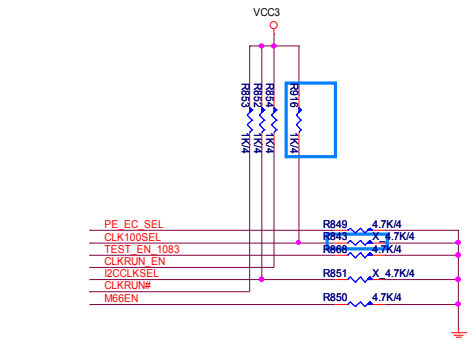 VCC3
R853 1K/4
R852 1K/4
R854 1K/4
R916 1K/4
PE_EC_SEL R849 4.7K/4
CLK100SEL R843 X_4.7K/4
TEST_EN_1083 R868 4.7K/4
CLKRUN_EN
I2CCLKSEL R851 X_4.7K/4
CLKRUN#
M66EN R850 4.7K/4